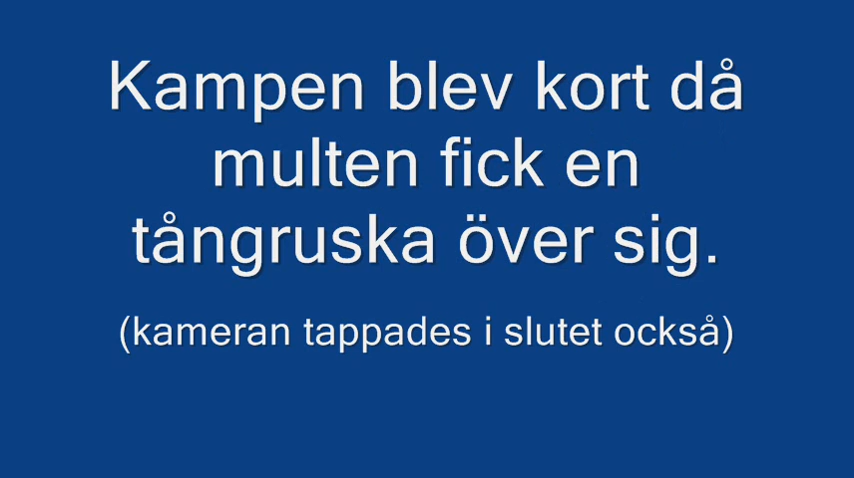 Kampen blev kort då
multen fick en
tångruska över sig.
(kameran tappades i slutet också)